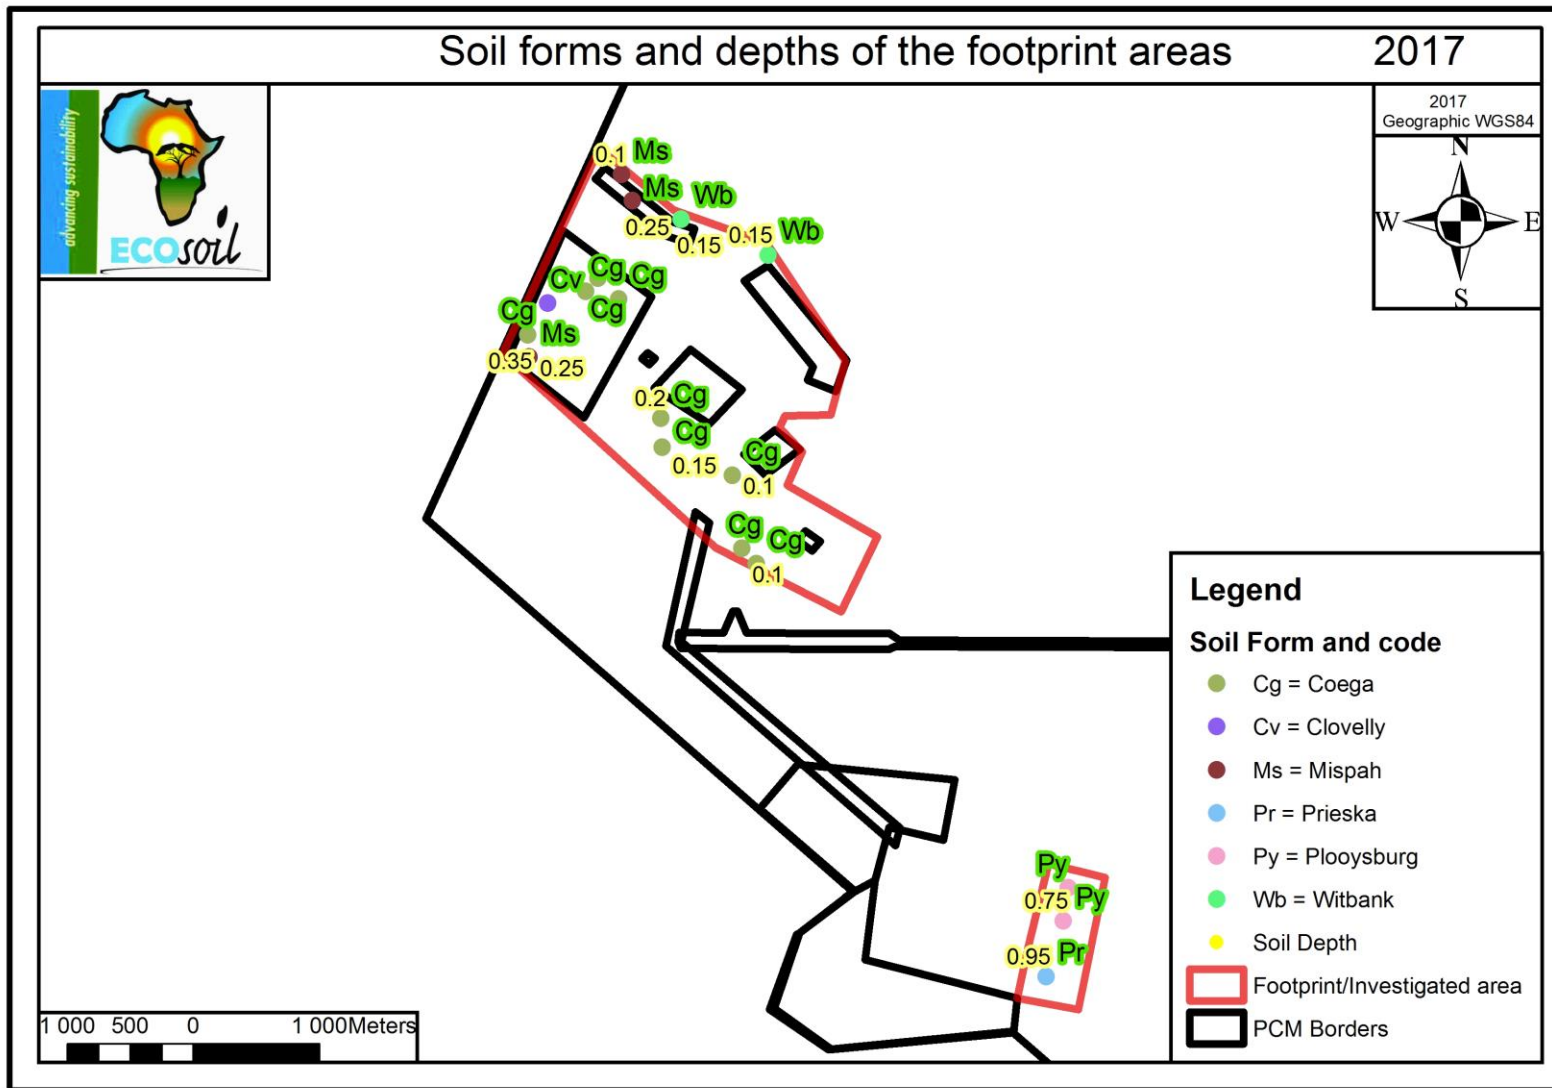 Soil forms and depths of the footprint areas 2017
advancing sustainability
ECOsoil
2017
Geographic WGS84
N
W E
S
0.1 Ms
Ms Wb
0.25 0.15 0.15 Wb
Cv Cg Cg
Cg Cg
Ms
0.35 0.25
0.2 Cg
Cg
0.15 Cg
0.1
Cg Cg
0.1
Py
0.75 Py
0.95 Pr
Legend
Soil Form and code
Cg = Coega
Cv = Clovelly
Ms = Mispah
Pr = Prieska
Py = Plooysburg
Wb = Witbank
Soil Depth
Footprint/Investigated area
PCM Borders
1 000 500 0 1 000Meters